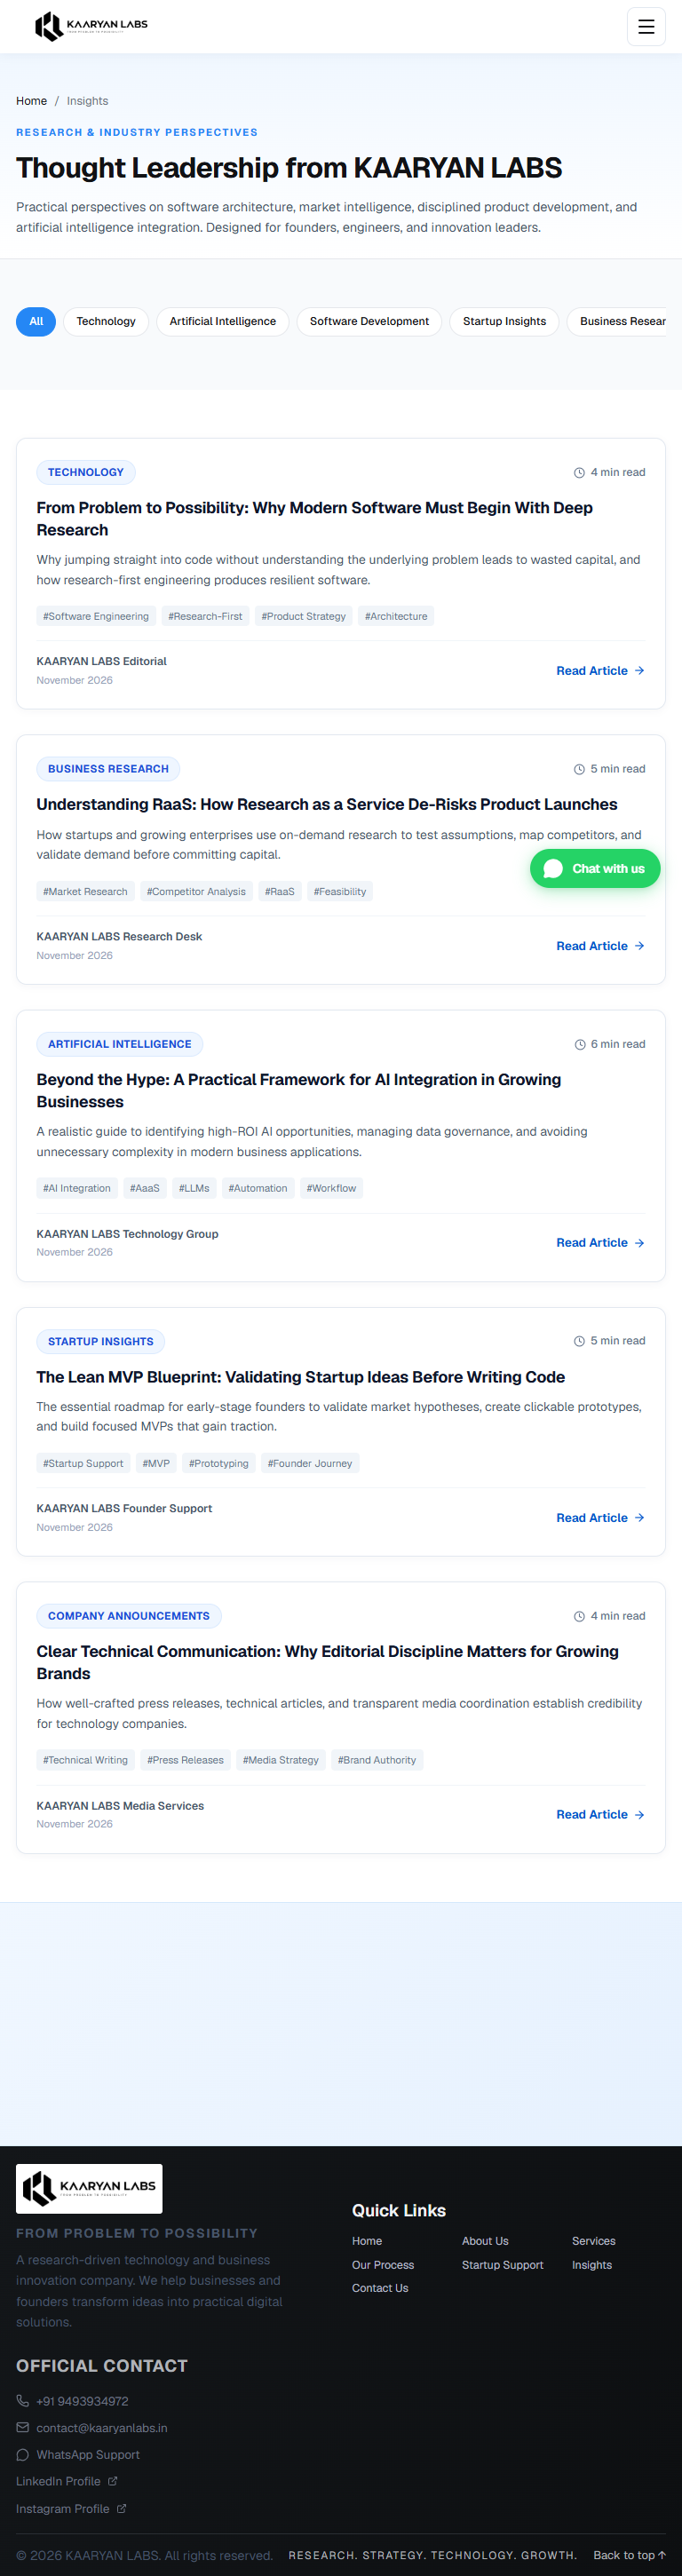 KAARYAN LABS
FROM PROBLEM TO POSSIBILITY
Home / Insights
RESEARCH & INDUSTRY PERSPECTIVES
Thought Leadership from KAARYAN LABS
Practical perspectives on software architecture, market intelligence, disciplined product development, and
artificial intelligence integration. Designed for founders, engineers, and innovation leaders.
All Technology Artificial Intelligence Software Development Startup Insights Business Resear
TECHNOLOGY 4 min read
From Problem to Possibility: Why Modern Software Must Begin With Deep
Research
Why jumping straight into code without understanding the underlying problem leads to wasted capital, and
how research-first engineering produces resilient software.
#Software Engineering #Research-First #Product Strategy #Architecture
KAARYAN LABS Editorial
November 2026
Read Article →
BUSINESS RESEARCH 5 min read
Understanding RaaS: How Research as a Service De-Risks Product Launches
How startups and growing enterprises use on-demand research to test assumptions, map competitors, and
validate demand before committing capital.
Chat with us
#Market Research #Competitor Analysis #RaaS #Feasibility
KAARYAN LABS Research Desk
November 2026
Read Article →
ARTIFICIAL INTELLIGENCE 6 min read
Beyond the Hype: A Practical Framework for AI Integration in Growing
Businesses
A realistic guide to identifying high-ROI AI opportunities, managing data governance, and avoiding
unnecessary complexity in modern business applications.
#AI Integration #AaaS #LLMs #Automation #Workflow
KAARYAN LABS Technology Group
November 2026
Read Article →
STARTUP INSIGHTS 5 min read
The Lean MVP Blueprint: Validating Startup Ideas Before Writing Code
The essential roadmap for early-stage founders to validate market hypotheses, create clickable prototypes,
and build focused MVPs that gain traction.
#Startup Support #MVP #Prototyping #Founder Journey
KAARYAN LABS Founder Support
November 2026
Read Article →
COMPANY ANNOUNCEMENTS 4 min read
Clear Technical Communication: Why Editorial Discipline Matters for Growing
Brands
How well-crafted press releases, technical articles, and transparent media coordination establish credibility
for technology companies.
#Technical Writing #Press Releases #Media Strategy #Brand Authority
KAARYAN LABS Media Services
November 2026
Read Article →
KAARYAN LABS
FROM PROBLEM TO POSSIBILITY
FROM PROBLEM TO POSSIBILITY
A research-driven technology and business
innovation company. We help businesses and
founders transform ideas into practical digital
solutions.
Quick Links
Home About Us Services
Our Process Startup Support Insights
Contact Us
OFFICIAL CONTACT
+91 9493934972
contact@kaaryanlabs.in
WhatsApp Support
LinkedIn Profile
Instagram Profile
© 2026 KAARYAN LABS. All rights reserved. RESEARCH. STRATEGY. TECHNOLOGY. GROWTH. Back to top ↑